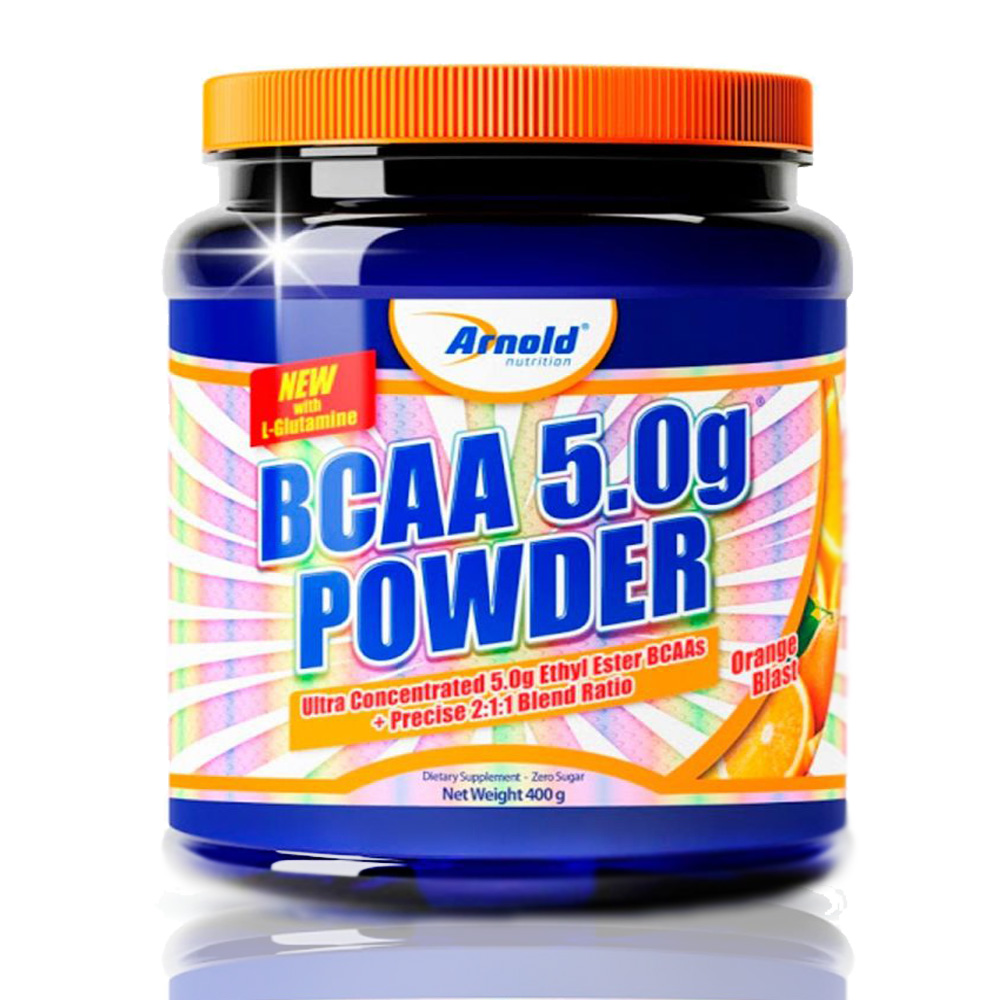 Arnold®
nutrition
NEW
with
L-Glutamine
BCAA 5.0g®
POWDER
Ultra Concentrated 5.0g Ethyl Ester BCAAs
+ Precise 2:1:1 Blend Ratio
Orange
Blast
Dietary Supplement - Zero Sugar
Net Weight 400 g